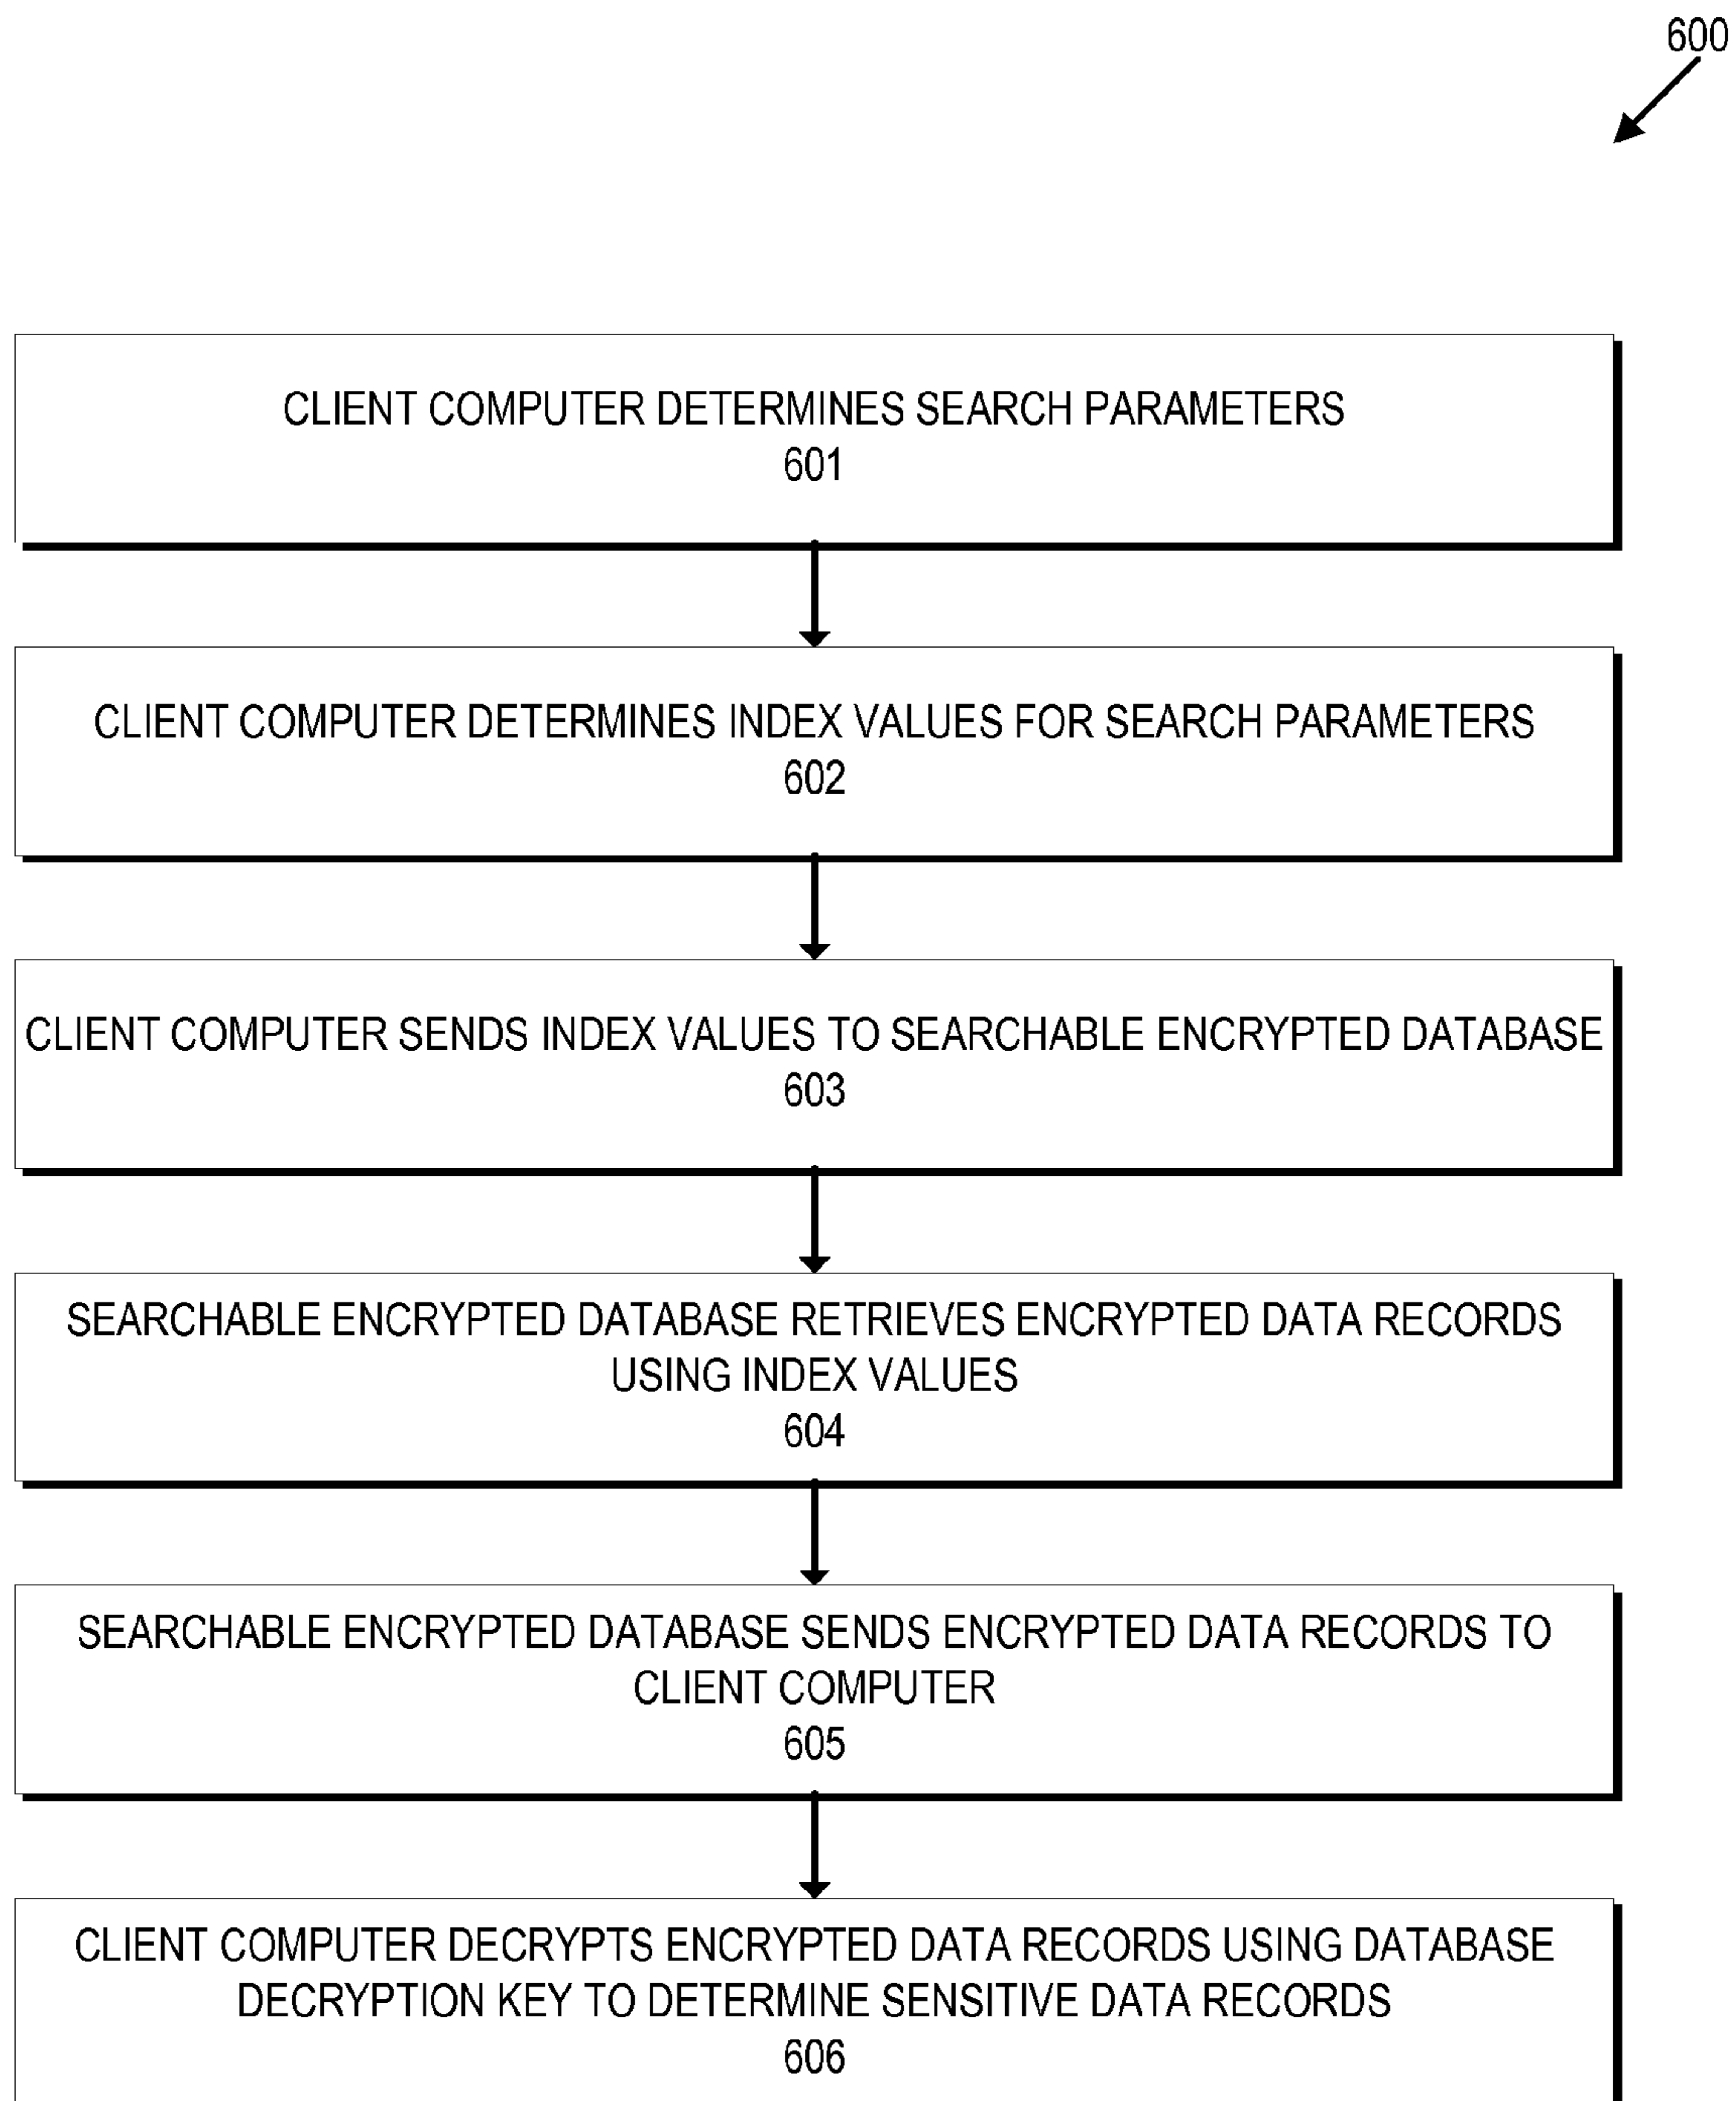 600
CLIENT COMPUTER DETERMINES SEARCH PARAMETERS
601
CLIENT COMPUTER DETERMINES INDEX VALUES FOR SEARCH PARAMETERS
602
CLIENT COMPUTER SENDS INDEX VALUES TO SEARCHABLE ENCRYPTED DATABASE
603
SEARCHABLE ENCRYPTED DATABASE RETRIEVES ENCRYPTED DATA RECORDS
USING INDEX VALUES
604
SEARCHABLE ENCRYPTED DATABASE SENDS ENCRYPTED DATA RECORDS TO
CLIENT COMPUTER
605
CLIENT COMPUTER DECRYPTS ENCRYPTED DATA RECORDS USING DATABASE
DECRYPTION KEY TO DETERMINE SENSITIVE DATA RECORDS
606